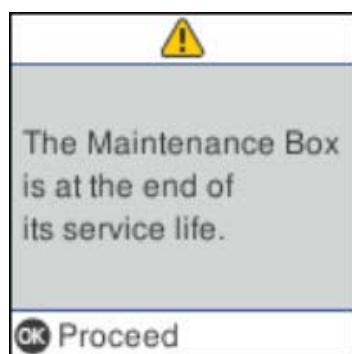 The Maintenance Box
is at the end of
its service life.
OK Proceed